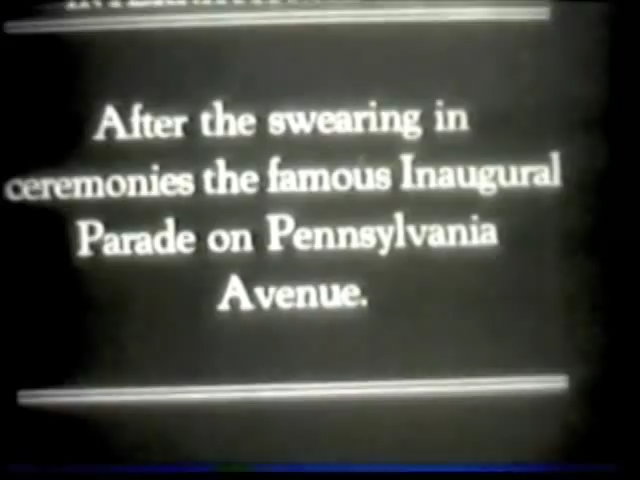 After the swearing in
ceremonies the famous Inaugural
Parade on Pennsylvania
Avenue.